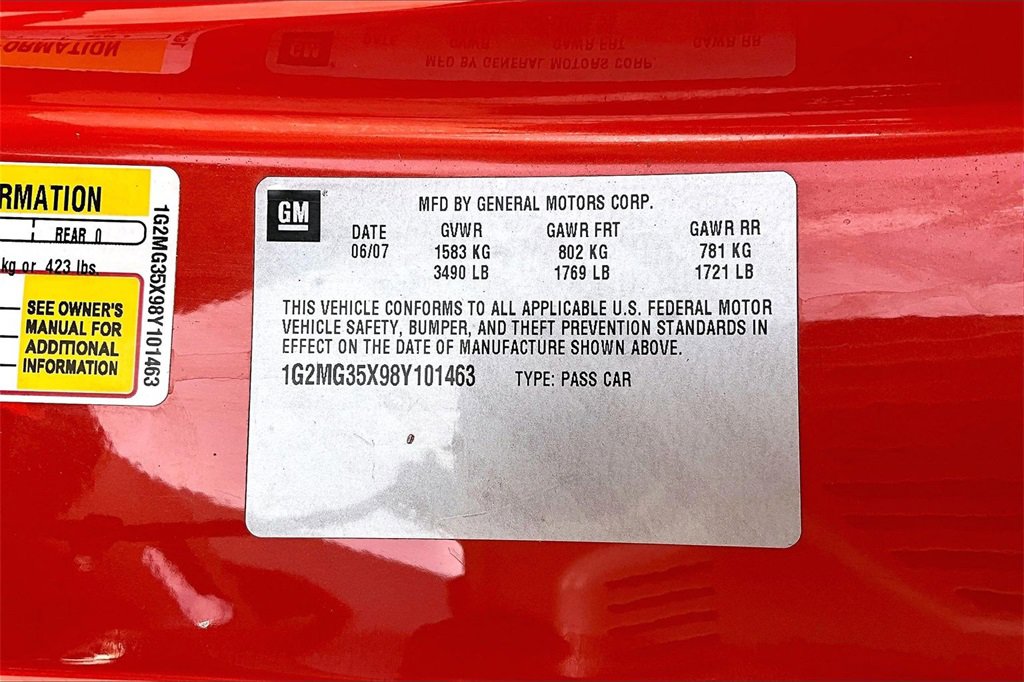 RMATION
REAR 0
kg or 423 lbs.
SEE OWNER'S
MANUAL FOR
ADDITIONAL
INFORMATION
1G2MG35X98Y101463
GM
MFD BY GENERAL MOTORS CORP.
DATE GVWR GAWR FRT GAWR RR
06/07 1583 KG 802 KG 781 KG
3490 LB 1769 LB 1721 LB
THIS VEHICLE CONFORMS TO ALL APPLICABLE U.S. FEDERAL MOTOR
VEHICLE SAFETY, BUMPER, AND THEFT PREVENTION STANDARDS IN
EFFECT ON THE DATE OF MANUFACTURE SHOWN ABOVE.
1G2MG35X98Y101463 TYPE: PASS CAR